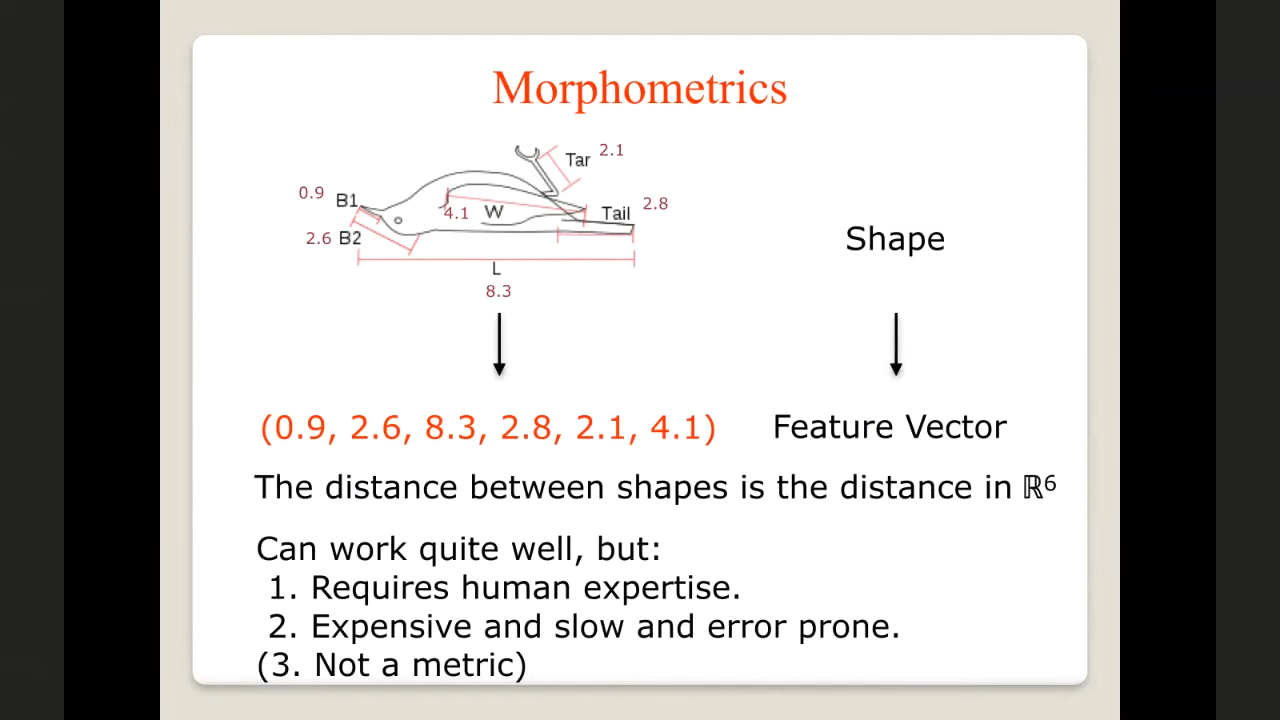 Morphometrics
Tar 2.1
0.9 B1
4.1 W
Tail 2.8
2.6 B2
L
8.3
Shape
(0.9, 2.6, 8.3, 2.8, 2.1, 4.1)
Feature Vector
The distance between shapes is the distance in ℝ⁶
Can work quite well, but:
1. Requires human expertise.
2. Expensive and slow and error prone.
(3. Not a metric)